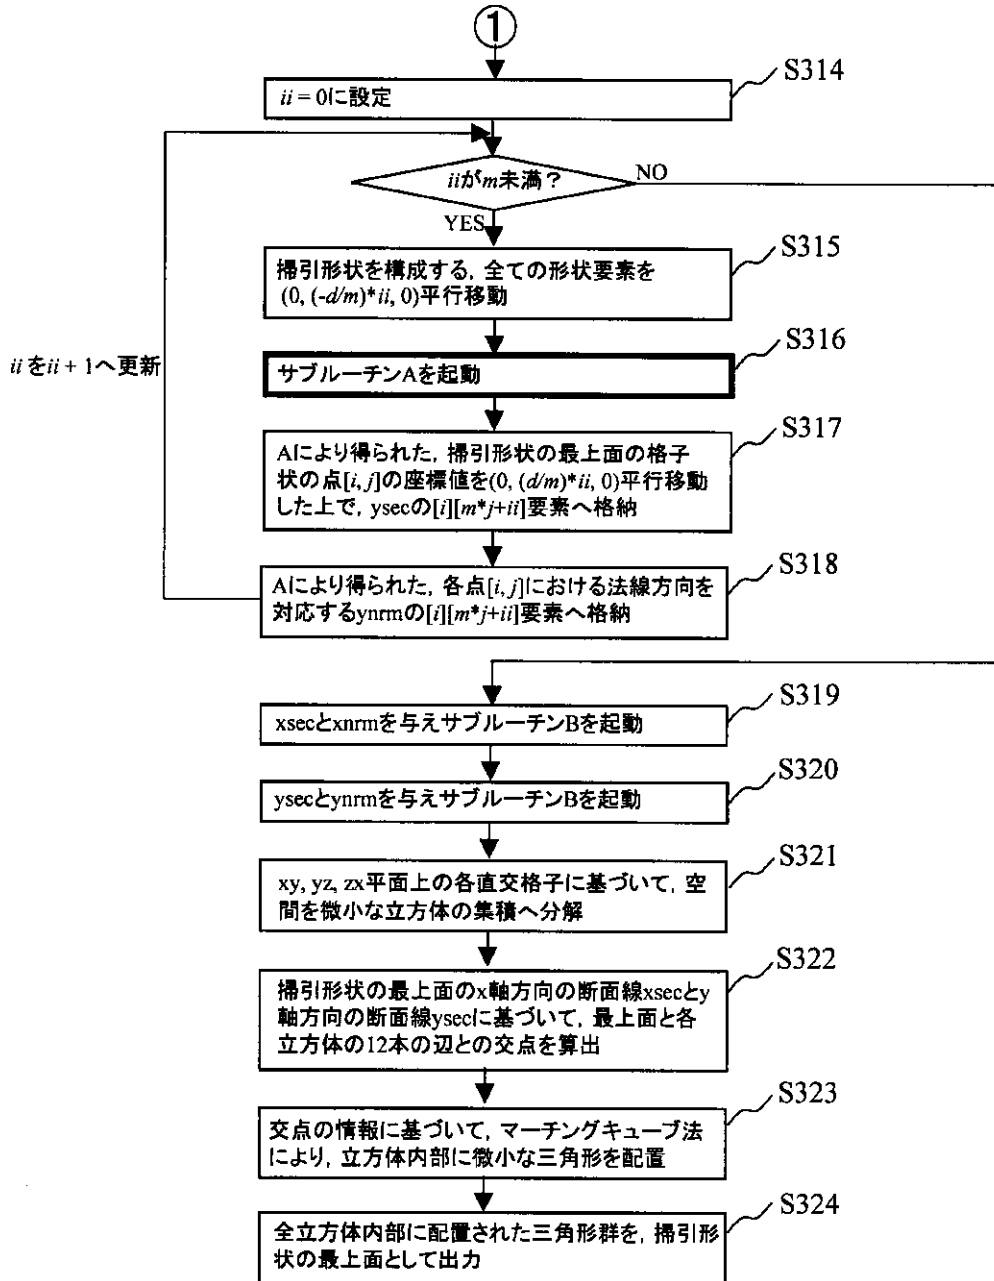 1
S314
ii = 0に設定
iiがm未満？
NO
YES
S315
掃引形状を構成する, 全ての形状要素を
(0, (-d/m)*ii, 0)平行移動
S316
サブルーチンAを起動
iiをii + 1へ更新
S317
Aにより得られた, 掃引形状の最上面の格子
状の点[i, j]の座標値を(0, (d/m)*ii, 0)平行移動
した上で, ysecの[i][m*j+ii]要素へ格納
S318
Aにより得られた, 各点[i, j]における法線方向を
対応するynrmの[i][m*j+ii]要素へ格納
S319
xsecとxnrmを与えサブルーチンBを起動
S320
ysecとynrmを与えサブルーチンBを起動
S321
xy, yz, zx平面上の各直交格子に基づいて, 空
間を微小な立方体の集積へ分解
S322
掃引形状の最上面のx軸方向の断面線xsecとy
軸方向の断面線ysecに基づいて, 最上面と各
立方体の12本の辺との交点を算出
S323
交点の情報に基づいて, マーチングキューブ法
により, 立方体内部に微小な三角形を配置
S324
全立方体内部に配置された三角形群を, 掃引形
状の最上面として出力